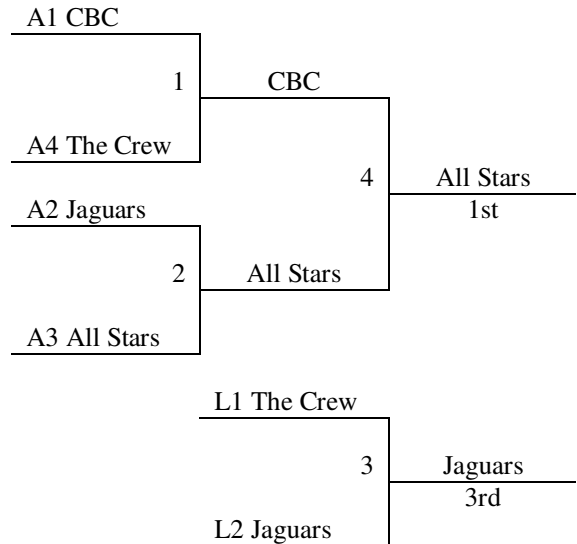 A1 CBC
1
CBC
A4 The Crew
4
All Stars
1st
A2 Jaguars
2
All Stars
A3 All Stars
L1 The Crew
3
Jaguars
3rd
L2 Jaguars